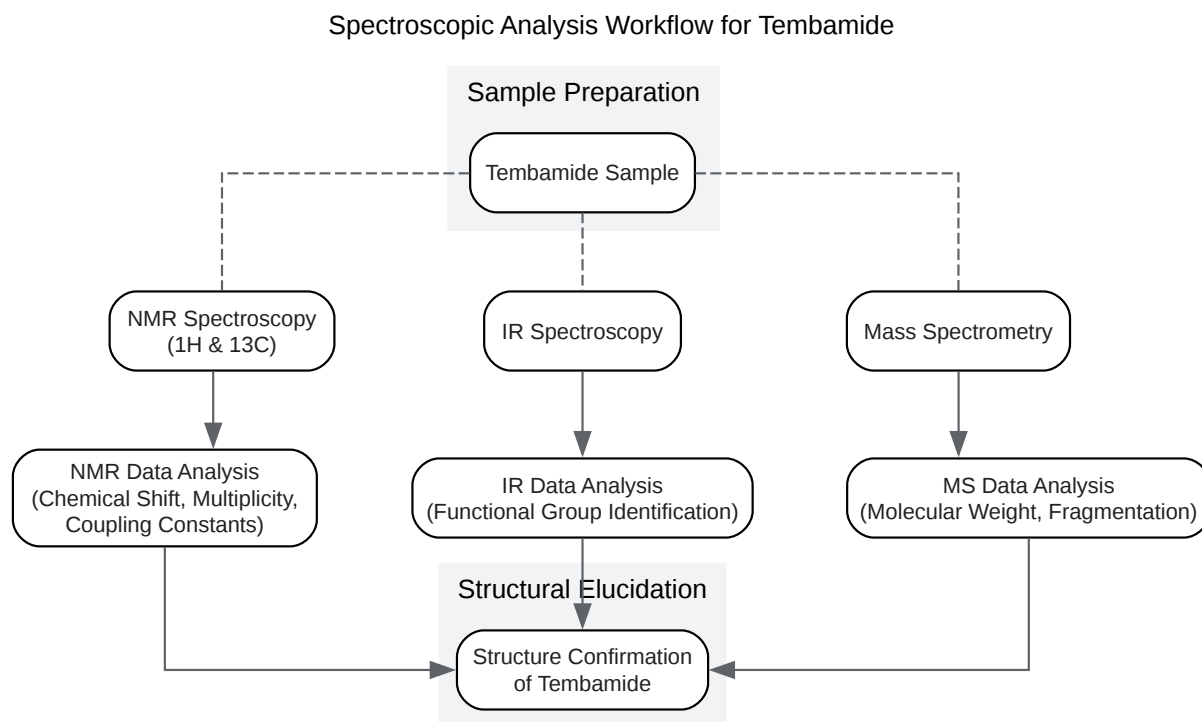 Spectroscopic Analysis Workflow for Tembamide
Sample Preparation
Tembamide Sample
NMR Spectroscopy
(1H & 13C)
IR Spectroscopy
Mass Spectrometry
NMR Data Analysis
(Chemical Shift, Multiplicity,
Coupling Constants)
IR Data Analysis
(Functional Group Identification)
MS Data Analysis
(Molecular Weight, Fragmentation)
Structural Elucidation
Structure Confirmation
of Tembamide